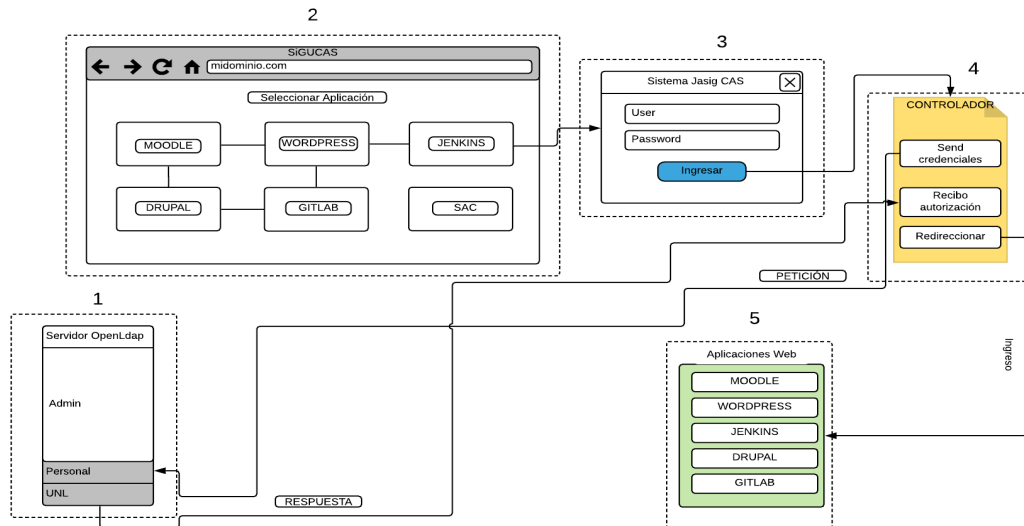 2
SiGUCAS
midominio.com
Seleccionar Aplicación
MOODLE
WORDPRESS
JENKINS
DRUPAL
GITLAB
SAC
3
Sistema Jasig CAS
User
Password
Ingresar
4
CONTROLADOR
Send
credenciales
Recibo
autorización
Redireccionar
PETICIÓN
1
Servidor OpenLdap
Admin
Personal
UNL
RESPUESTA
5
Aplicaciones Web
MOODLE
WORDPRESS
JENKINS
DRUPAL
GITLAB
Ingreso